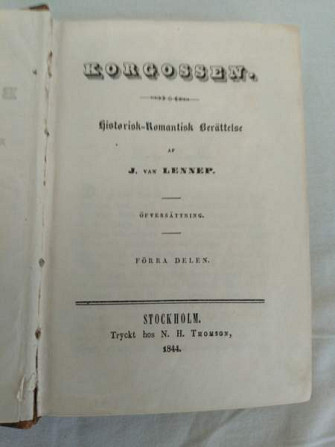 KORGOSSEN.
Historisk-Romantisk Berättelse
AF
J. VAN LENNEP.
ÖFVERSÄTTNING.
FÖRRA DELEN.
STOCKHOLM.
Tryckt hos N. H. THOMSON,
1844.